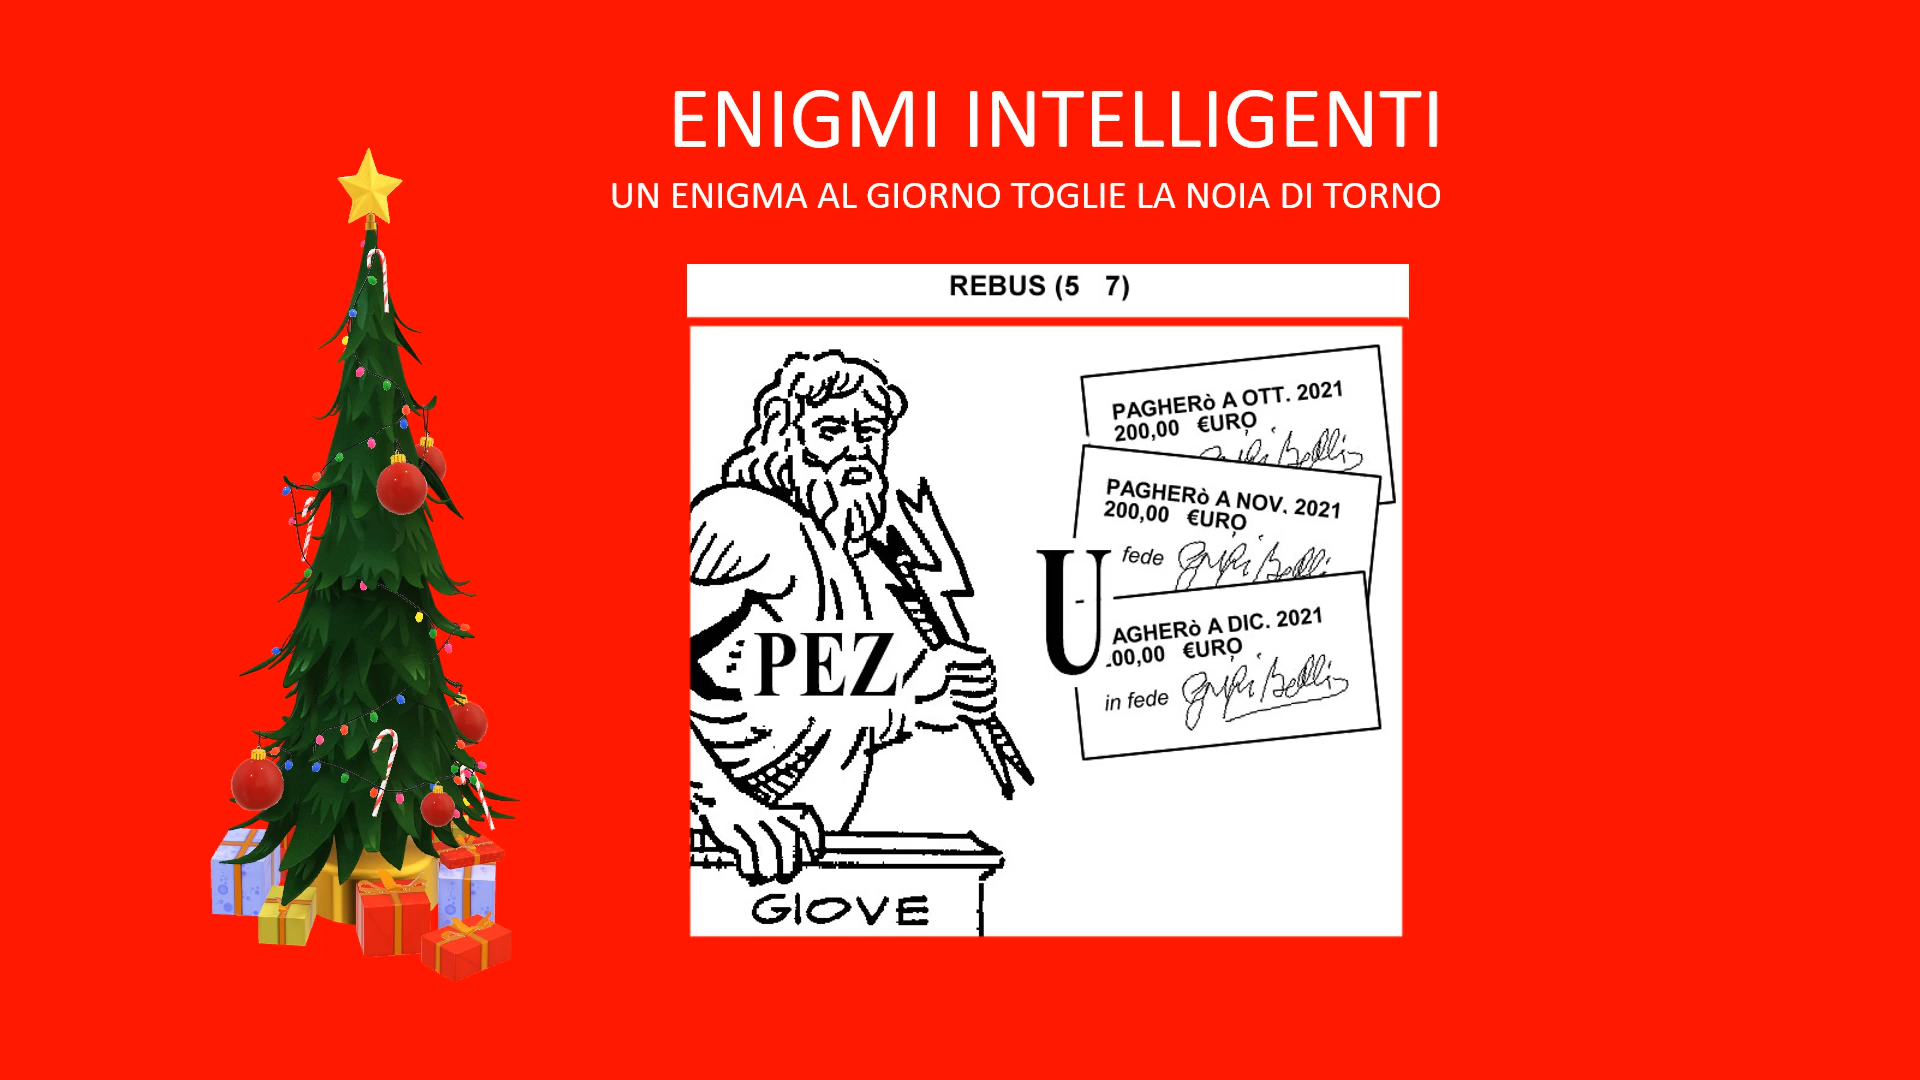 ENIGMI INTELLIGENTI
UN ENIGMA AL GIORNO TOGLIE LA NOIA DI TORNO
REBUS (5 7)
PAGHERò A OTT. 2021
200,00 €URO
PAGHERò A NOV. 2021
200,00 €URO
fede
U
AGHERò A DIC. 2021
00,00 €URO
in fede
PEZ
GIOVE